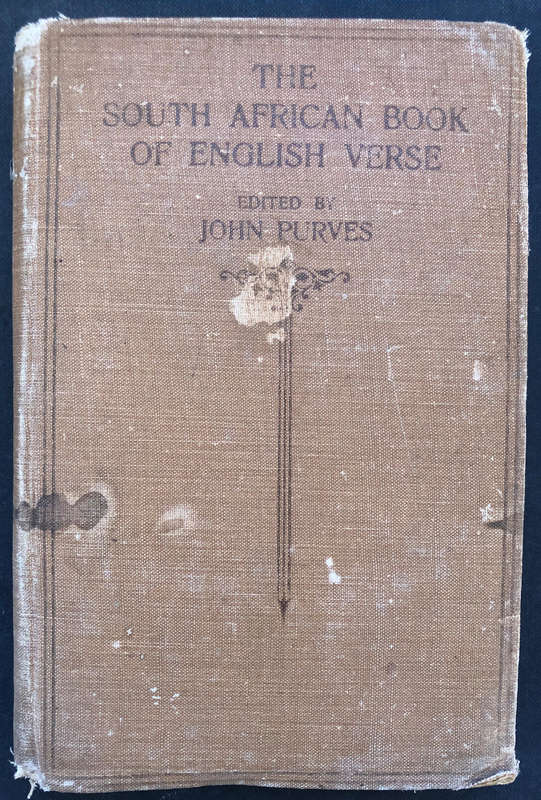 THE
SOUTH AFRICAN BOOK
OF ENGLISH VERSE
EDITED BY
JOHN PURVES